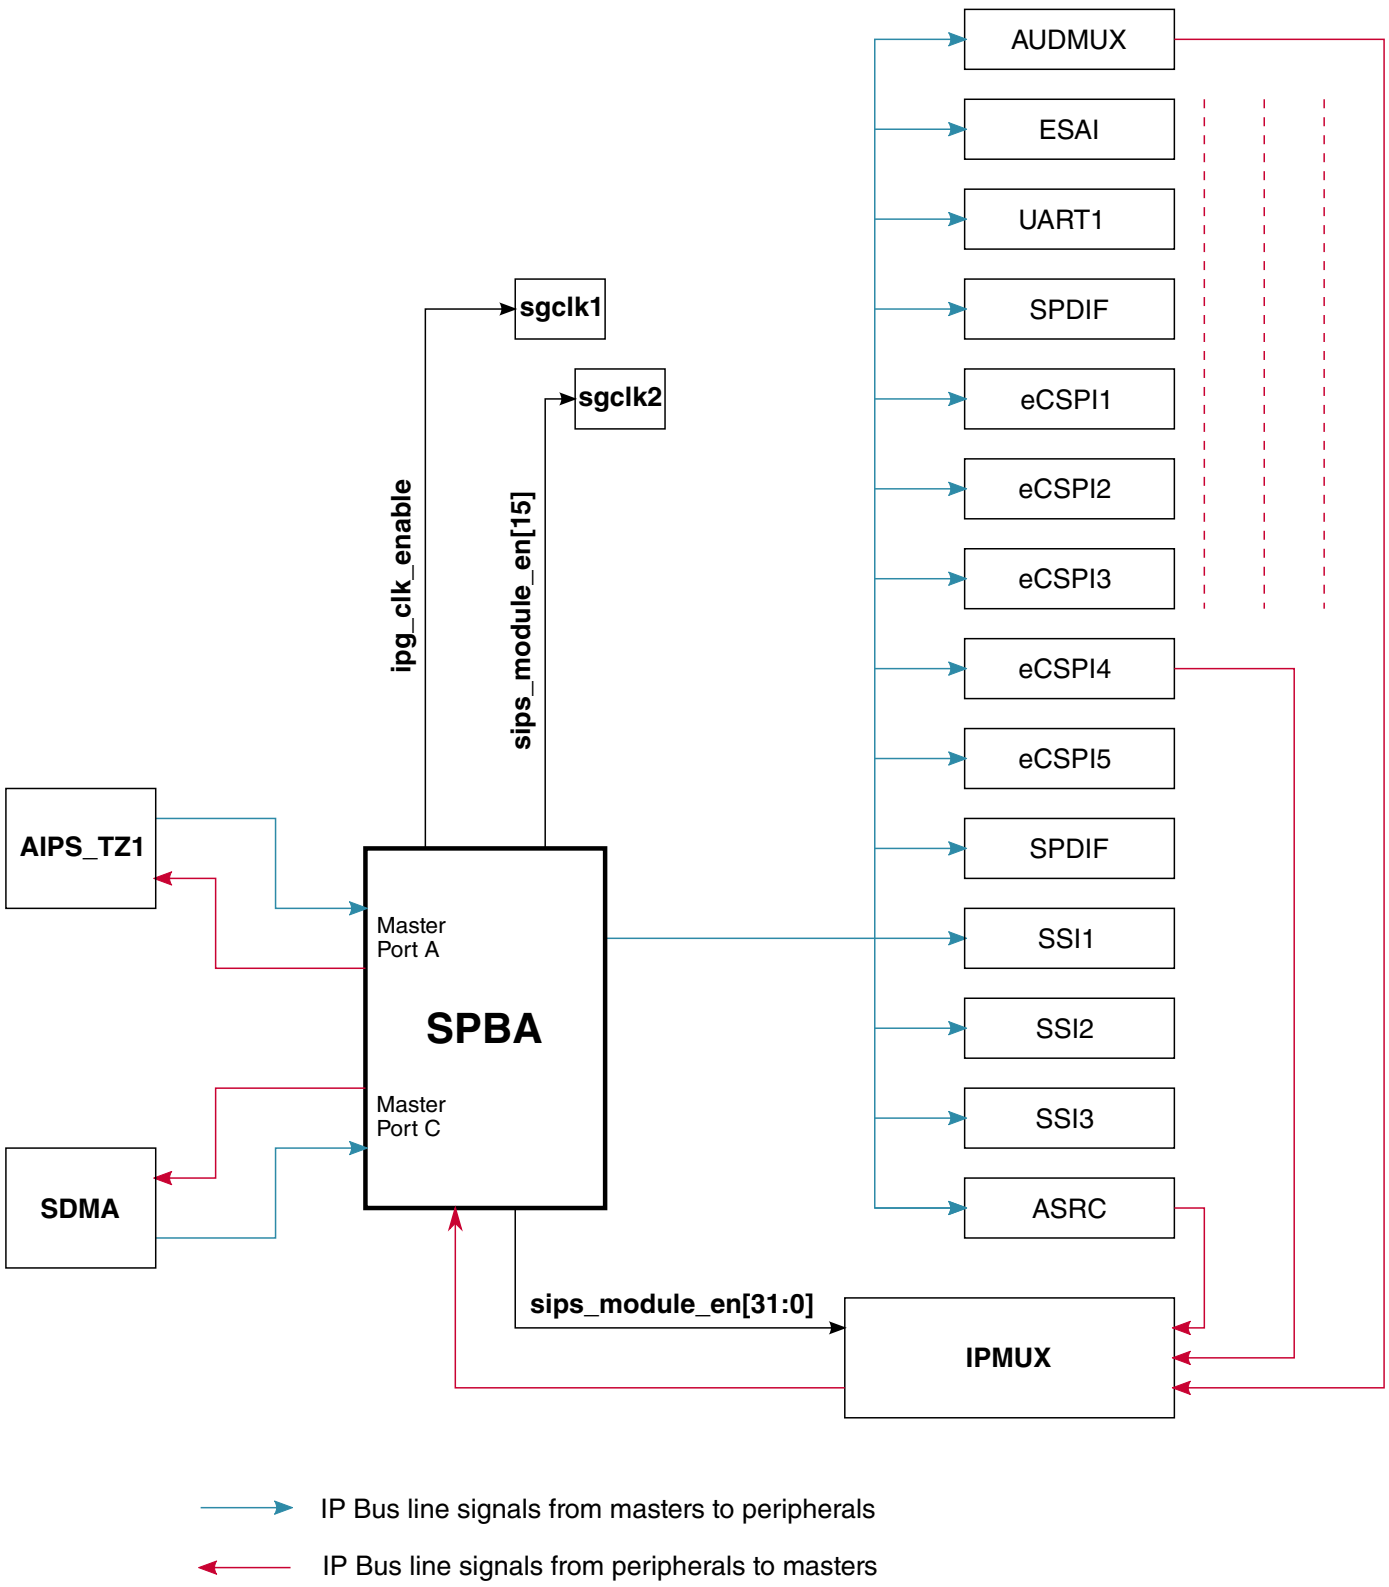 AUDMUX
ESAI
UART1
SPDIF
sgclk1
eCSPI1
sgclk2
eCSPI2
ipg_clk_enable
sips_module_en[15]
eCSPI3
eCSPI4
eCSPI5
AIPS_TZ1
SPDIF
Master
Port A
SSI1
SPBA
SSI2
Master
Port C
SSI3
SDMA
ASRC
sips_module_en[31:0]
IPMUX
IP Bus line signals from masters to peripherals
IP Bus line signals from peripherals to masters